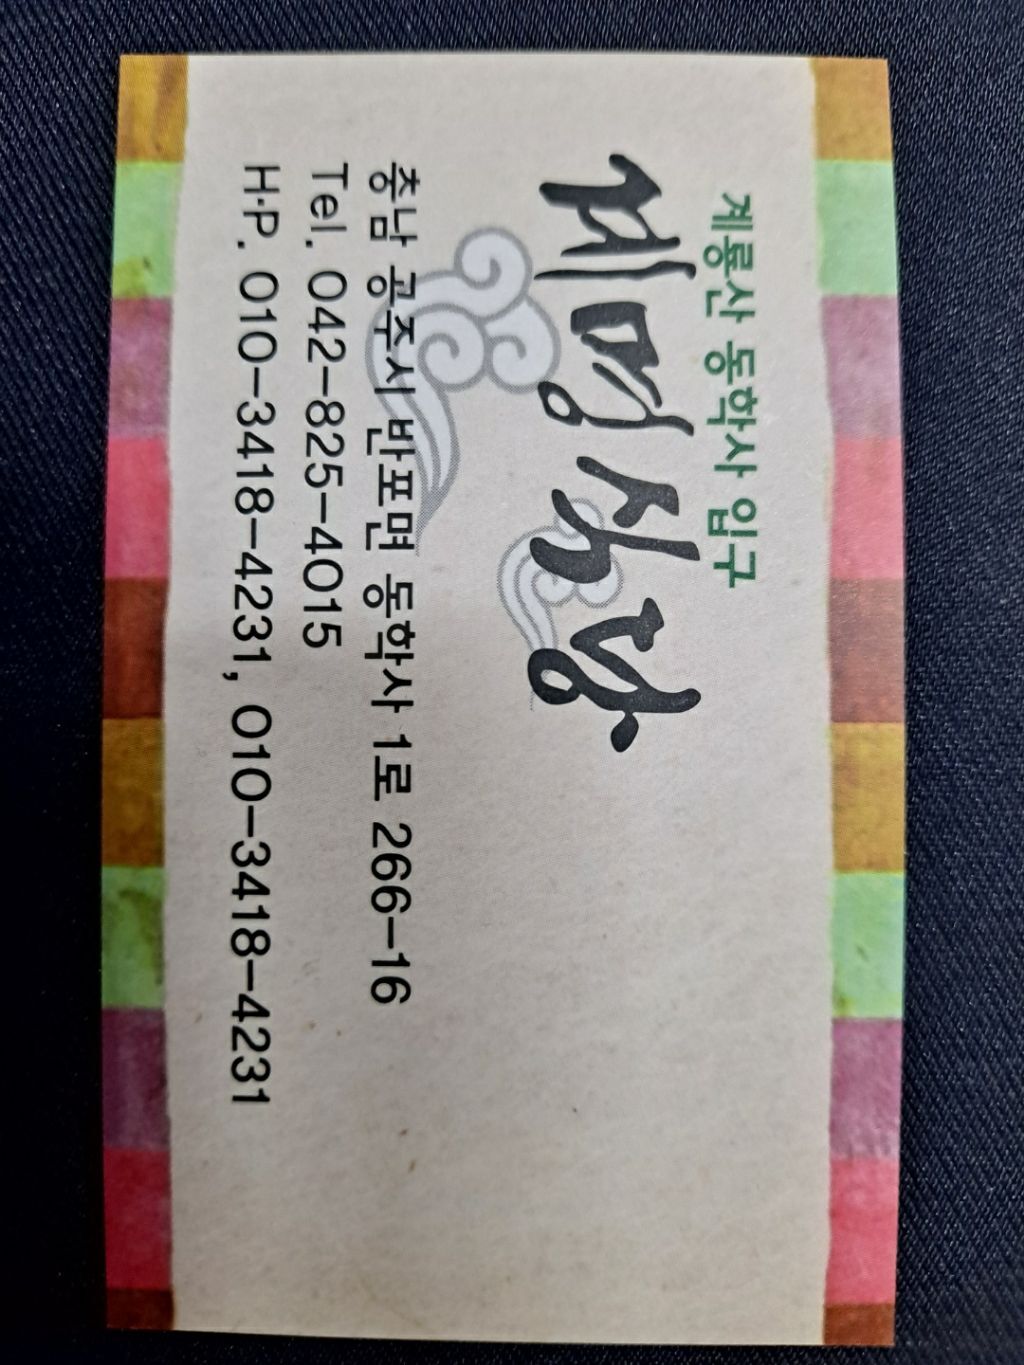 계룡산 동학사 입구
계명식당
충남 공주시 반포면 동학사 1로 266-16
Tel. 042-825-4015
H·P. 010-3418-4231, 010-3418-4231